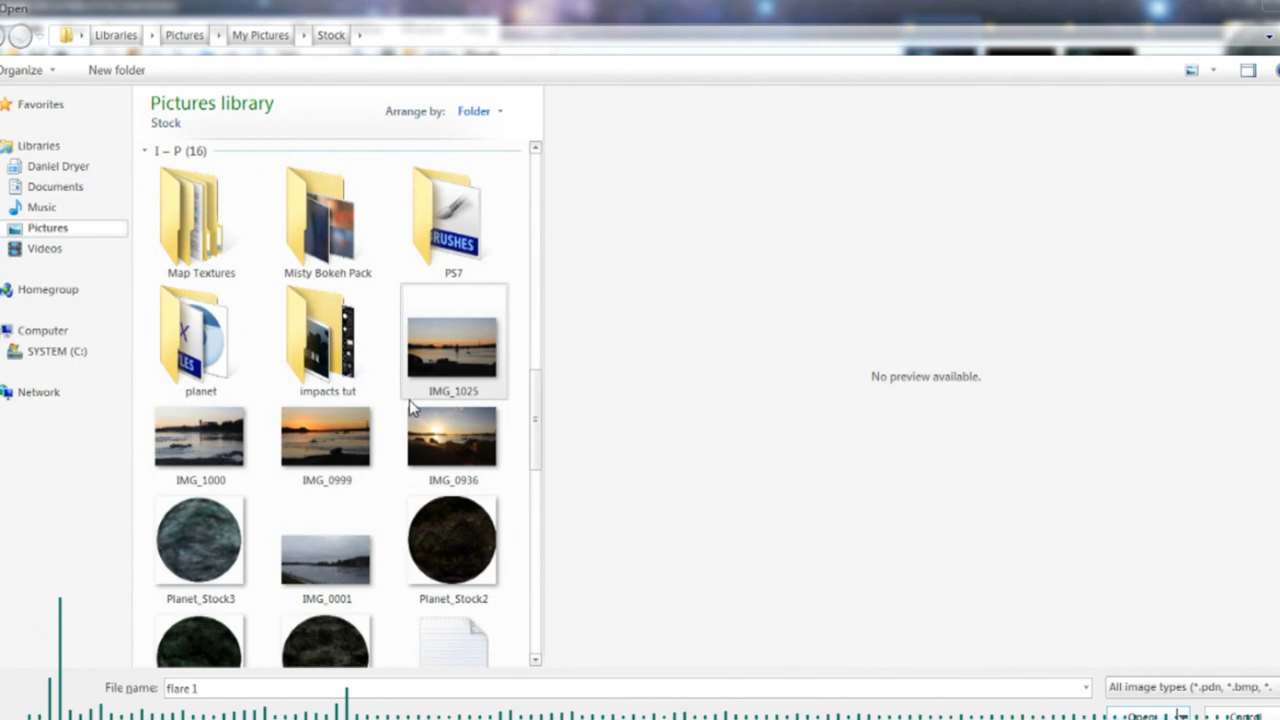 Open
Libraries
Pictures
My Pictures
Stock
Organize
New folder
Favorites
Libraries
Daniel Dryer
Documents
Music
Pictures
Videos
Homegroup
Computer
SYSTEM (C:)
Network
Pictures library
Stock
Arrange by: Folder
I – P (16)
RUSHES
Map Textures
Misty Bokeh Pack
PS7
X
LES
planet
impacts tut
IMG_1025
IMG_1000
IMG_0999
IMG_0936
Planet_Stock3
IMG_0001
Planet_Stock2
No preview available.
File name: flare 1
All image types (*.pdn, *.bmp, *.
Open
Cancel